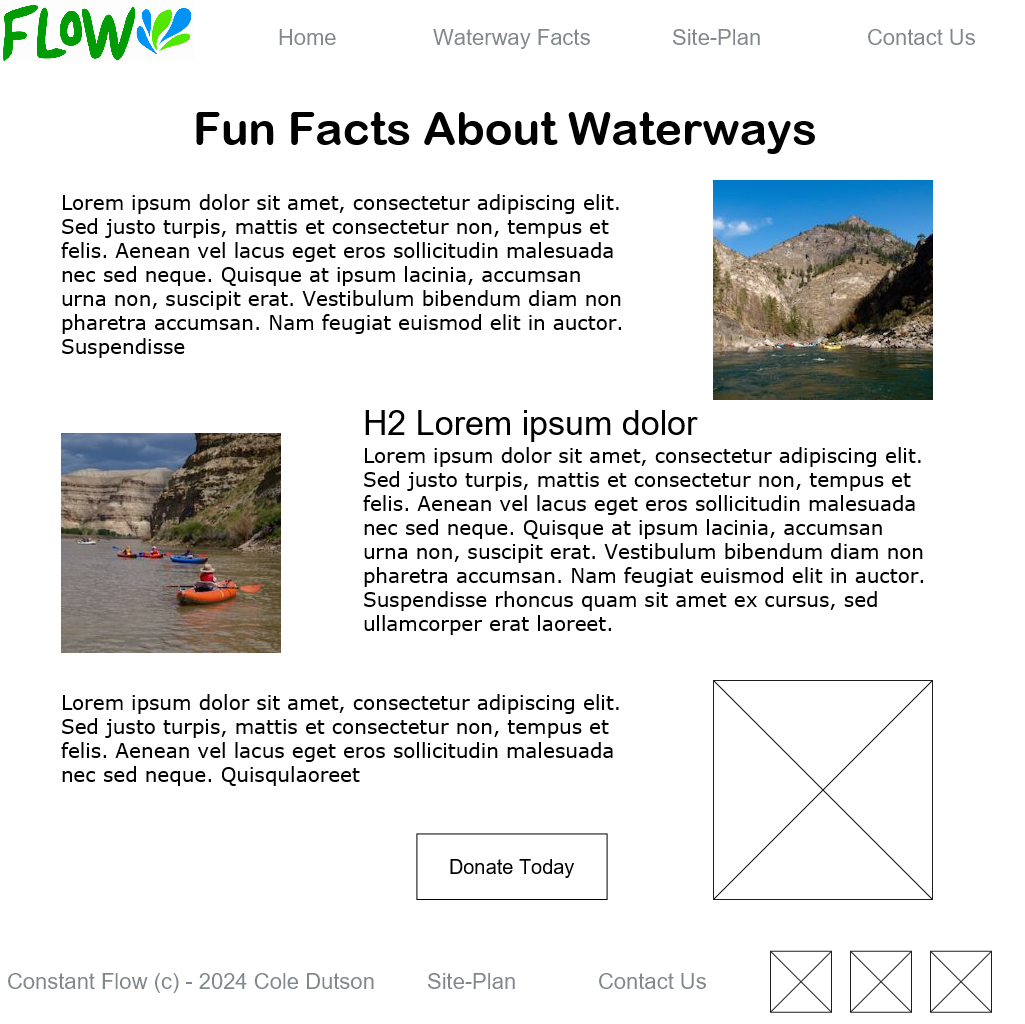 FLOW
Home Waterway Facts Site-Plan Contact Us
Fun Facts About Waterways
Lorem ipsum dolor sit amet, consectetur adipiscing elit.
Sed justo turpis, mattis et consectetur non, tempus et
felis. Aenean vel lacus eget eros sollicitudin malesuada
nec sed neque. Quisque at ipsum lacinia, accumsan
urna non, suscipit erat. Vestibulum bibendum diam non
pharetra accumsan. Nam feugiat euismod elit in auctor.
Suspendisse
H2 Lorem ipsum dolor
Lorem ipsum dolor sit amet, consectetur adipiscing elit.
Sed justo turpis, mattis et consectetur non, tempus et
felis. Aenean vel lacus eget eros sollicitudin malesuada
nec sed neque. Quisque at ipsum lacinia, accumsan
urna non, suscipit erat. Vestibulum bibendum diam non
pharetra accumsan. Nam feugiat euismod elit in auctor.
Suspendisse rhoncus quam sit amet ex cursus, sed
ullamcorper erat laoreet.
Lorem ipsum dolor sit amet, consectetur adipiscing elit.
Sed justo turpis, mattis et consectetur non, tempus et
felis. Aenean vel lacus eget eros sollicitudin malesuada
nec sed neque. Quisqulaoreet
Donate Today
Constant Flow (c) - 2024 Cole Dutson Site-Plan Contact Us